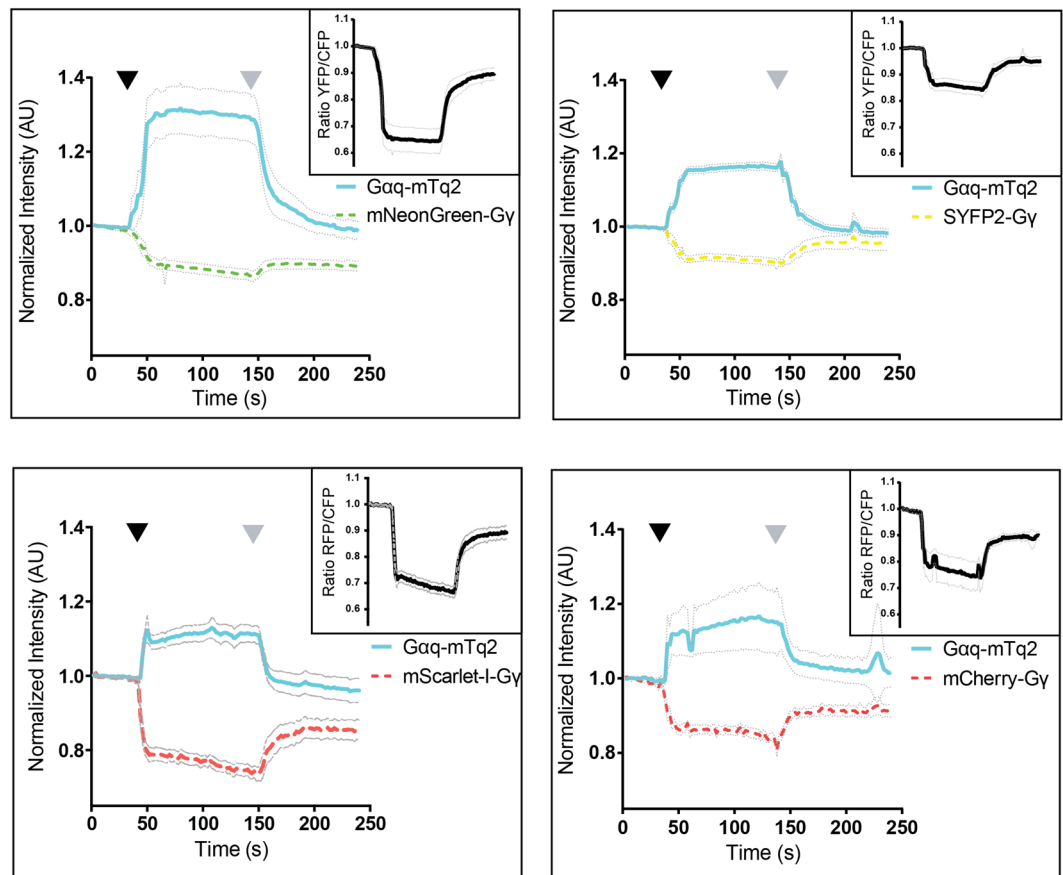 1.1
1.0
0.9
0.8
0.7
0.6
Ratio YFP/CFP
1.4
1.2
1.0
0.8
Normalized Intensity (AU)
Gαq-mTq2
mNeonGreen-Gγ
0 50 100 150 200 250
Time (s)
1.1
1.0
0.9
0.8
0.7
0.6
Ratio YFP/CFP
1.4
1.2
1.0
0.8
Normalized Intensity (AU)
Gαq-mTq2
SYFP2-Gγ
0 50 100 150 200 250
Time (s)
1.1
1.0
0.9
0.8
0.7
0.6
Ratio RFP/CFP
1.4
1.2
1.0
0.8
Normalized Intensity (AU)
Gαq-mTq2
mScarlet-I-Gγ
0 50 100 150 200 250
Time (s)
1.1
1.0
0.9
0.8
0.7
0.6
Ratio RFP/CFP
1.4
1.2
1.0
0.8
Normalized Intensity (AU)
Gαq-mTq2
mCherry-Gγ
0 50 100 150 200 250
Time (s)